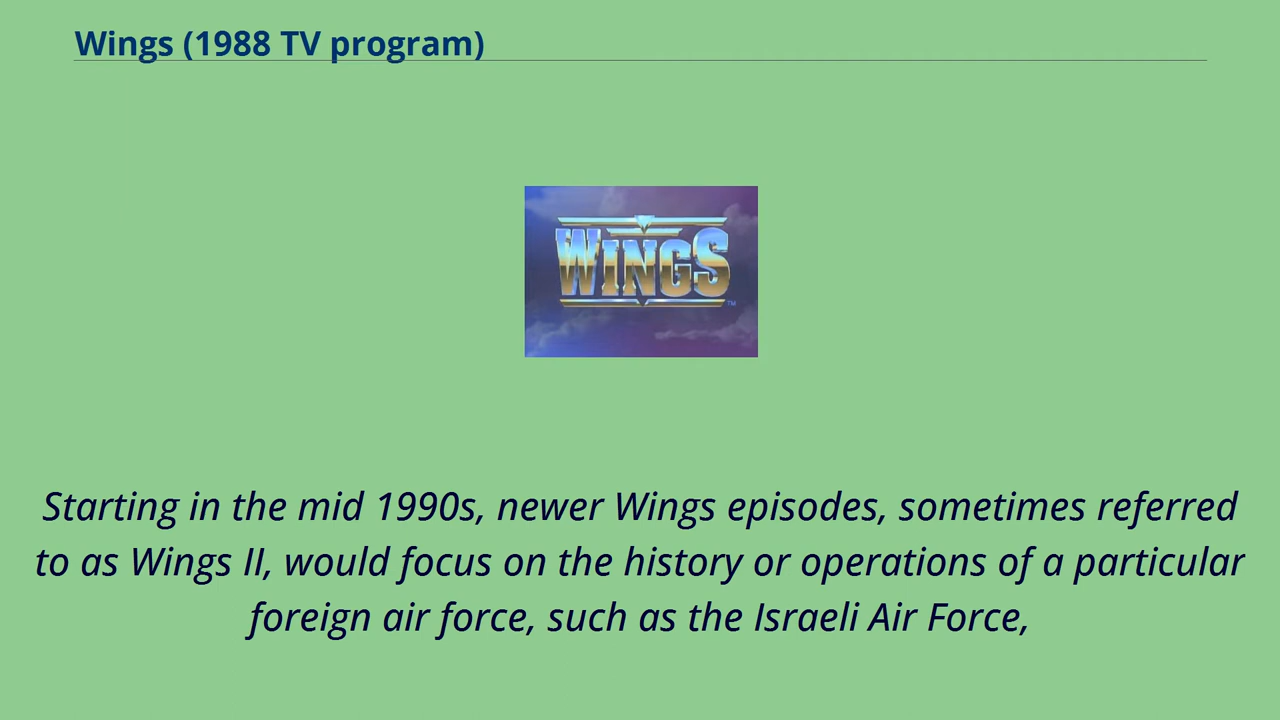 Wings (1988 TV program)
WINGS
TM
Starting in the mid 1990s, newer Wings episodes, sometimes referred
to as Wings II, would focus on the history or operations of a particular
foreign air force, such as the Israeli Air Force,